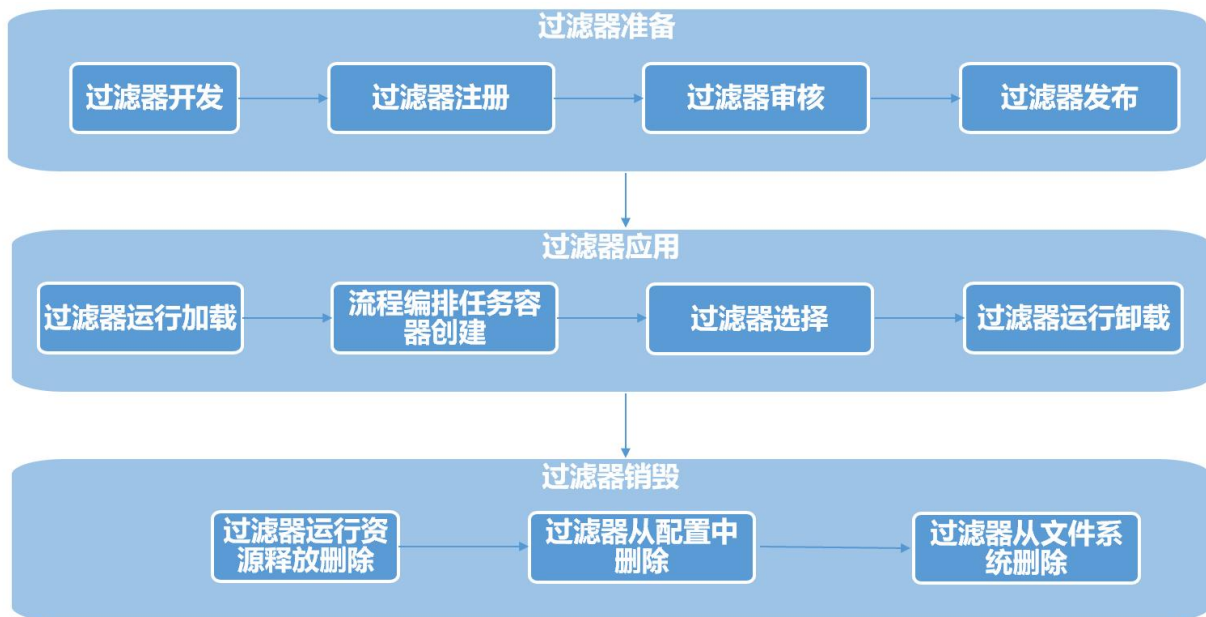 过滤器准备
过滤器开发
过滤器注册
过滤器审核
过滤器发布
过滤器应用
过滤器运行加载
流程编排任务容
器创建
过滤器选择
过滤器运行卸载
过滤器销毁
过滤器运行资
源释放删除
过滤器从配置中
删除
过滤器从文件系
统删除